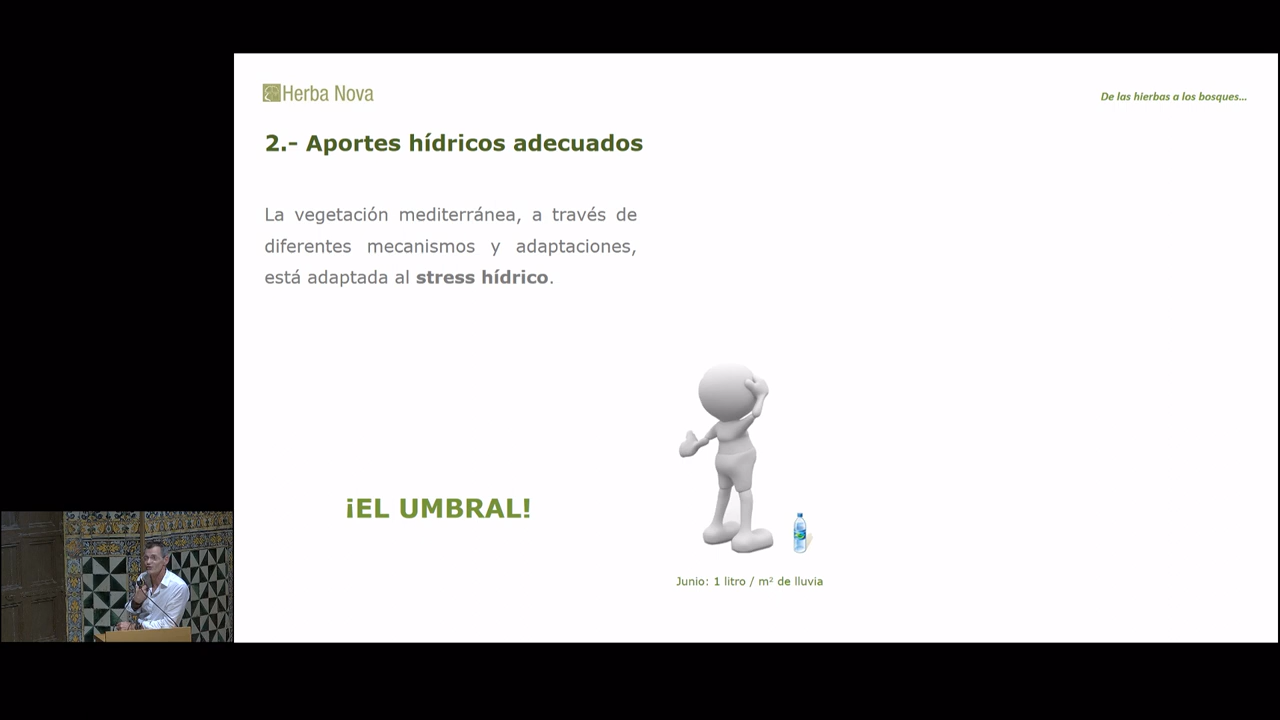 Herba Nova
De las hierbas a los bosques...
2.- Aportes hídricos adecuados
La vegetación mediterránea, a través de
diferentes mecanismos y adaptaciones,
está adaptada al stress hídrico.
¡EL UMBRAL!
Junio: 1 litro / m² de lluvia